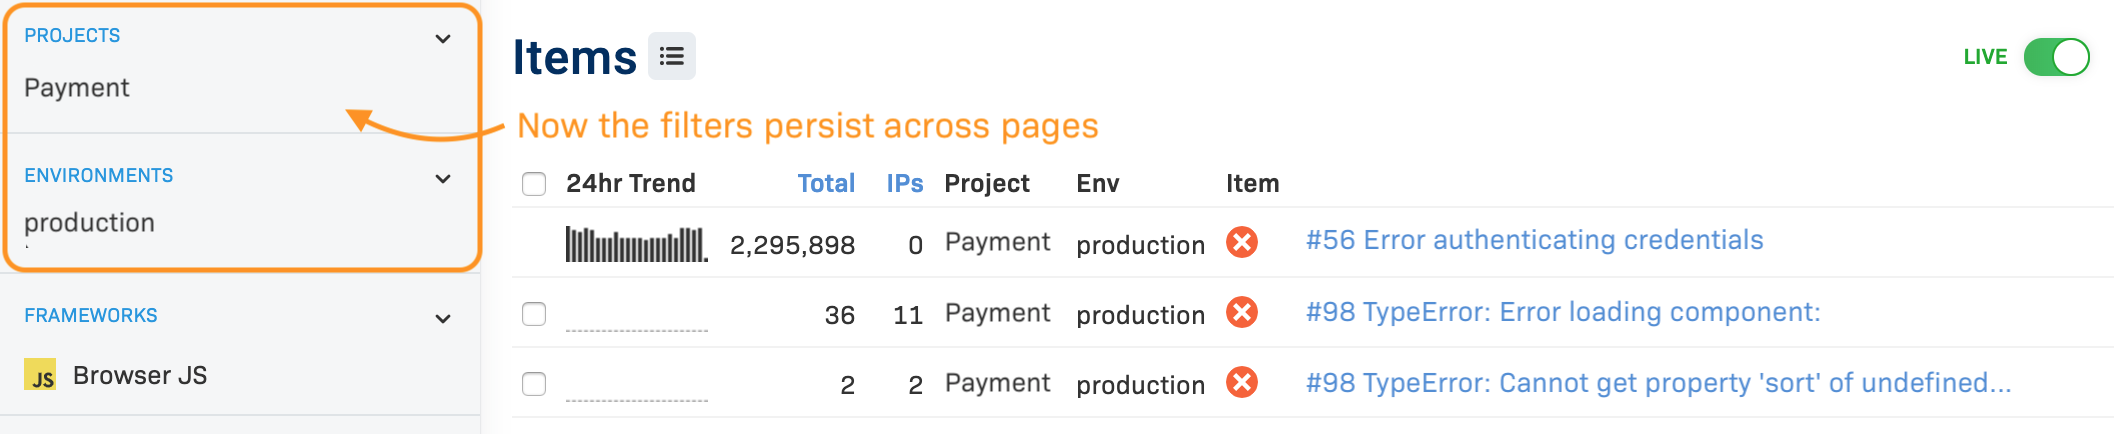 PROJECTS
Payment
ENVIRONMENTS
production
FRAMEWORKS
JS Browser JS
Items
LIVE
Now the filters persist across pages
24hr Trend Total IPs Project Env Item
2,295,898 0 Payment production #56 Error authenticating credentials
36 11 Payment production #98 TypeError: Error loading component:
2 2 Payment production #98 TypeError: Cannot get property 'sort' of undefined...